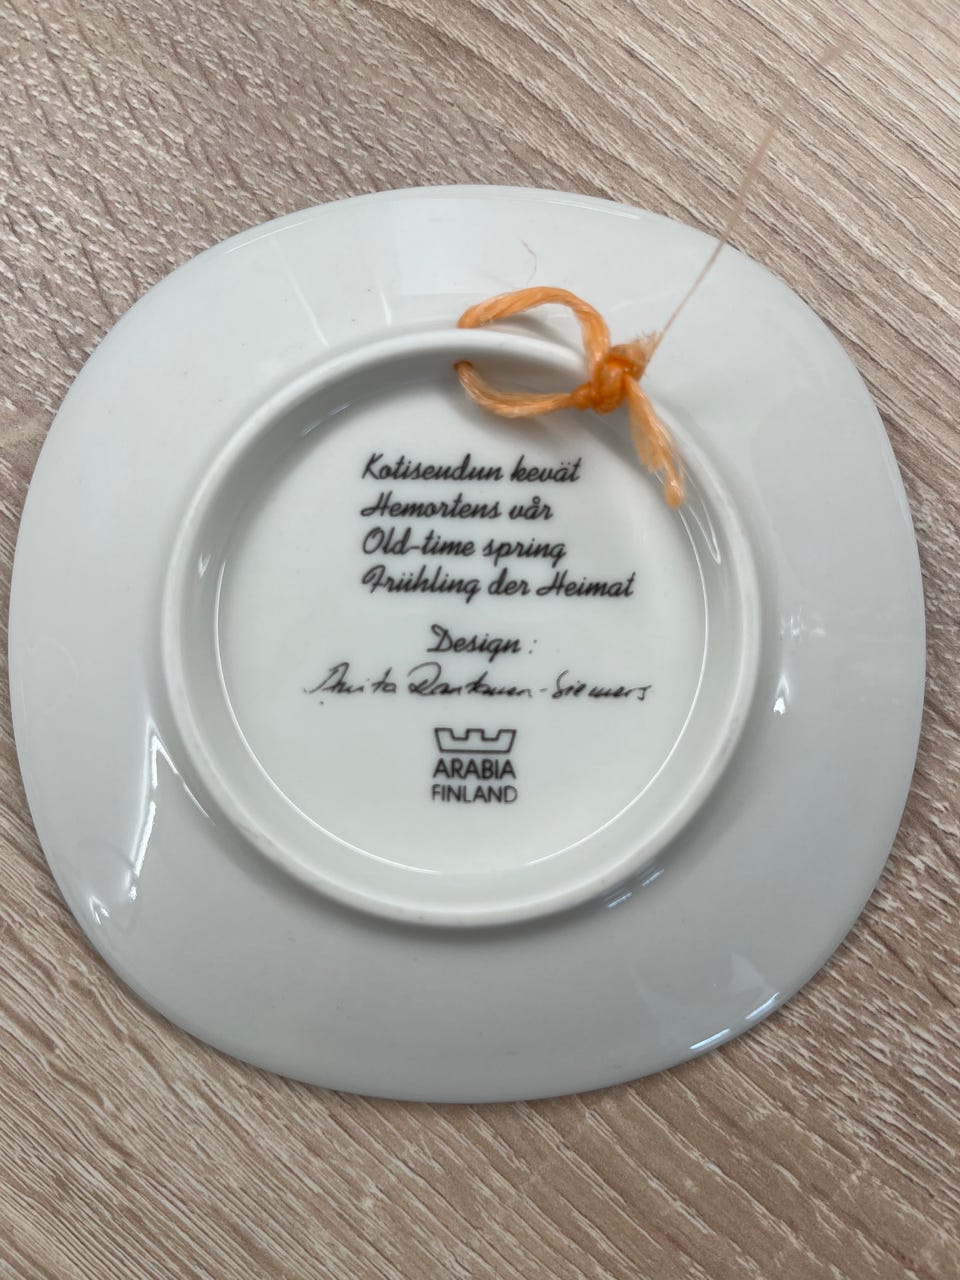 Kotiseudun kevät
Hemortens vår
Old-time spring
Frühling der Heimat
Design :
Anita Rantanen-Siemers
ARABIA
FINLAND